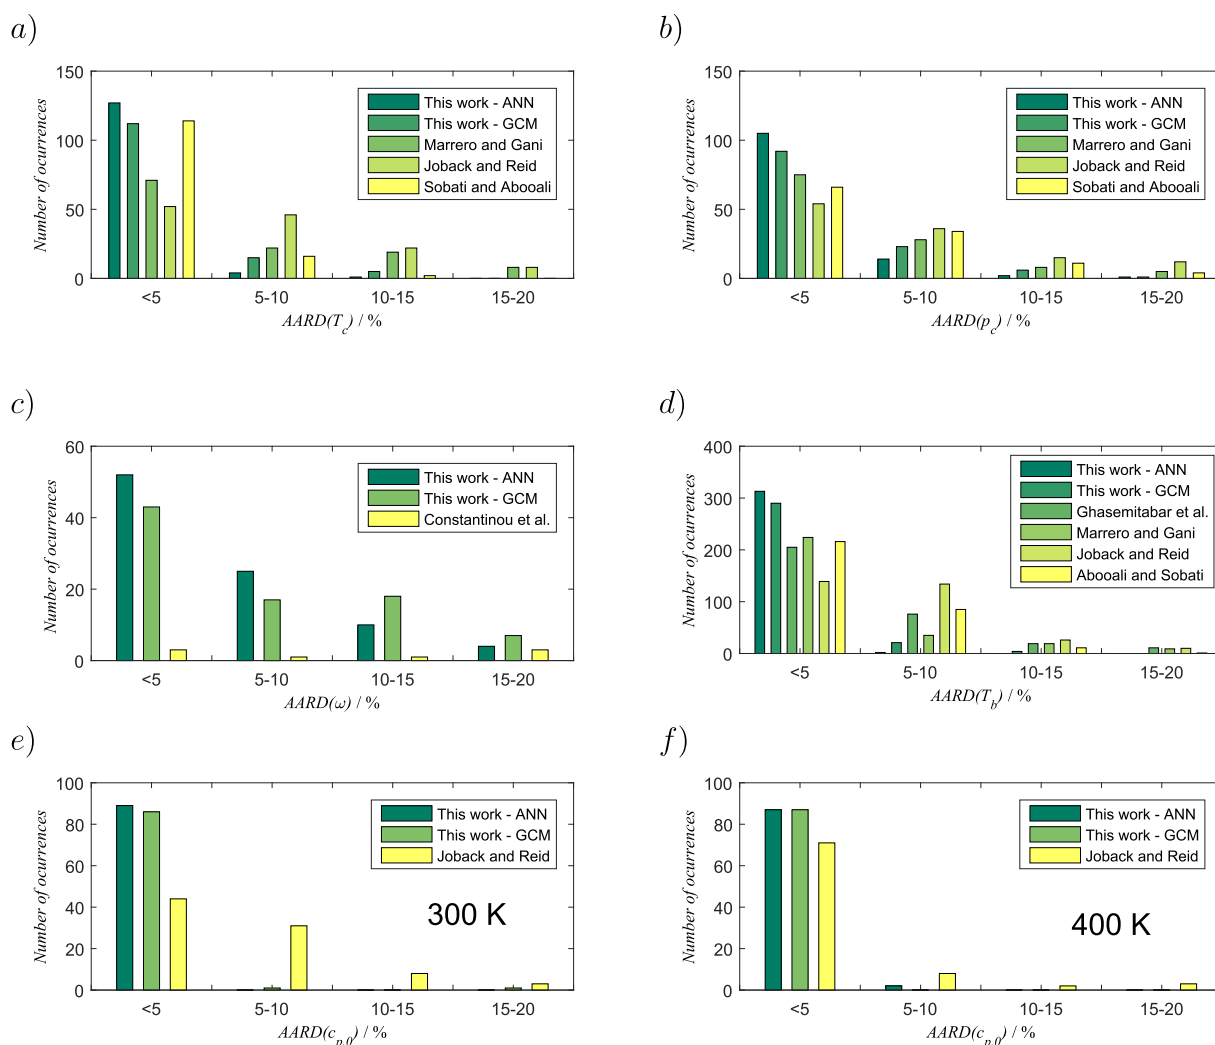 a)
150
100
50
0
Number of ocurrences
This work - ANN
This work - GCM
Marrero and Gani
Joback and Reid
Sobati and Abooali
<5 5-10 10-15 15-20
AARD(T_c) / %
b)
150
100
50
0
Number of ocurrences
This work - ANN
This work - GCM
Marrero and Gani
Joback and Reid
Sobati and Abooali
<5 5-10 10-15 15-20
AARD(p_c) / %
c)
60
40
20
0
Number of ocurrences
This work - ANN
This work - GCM
Constantinou et al.
<5 5-10 10-15 15-20
AARD(ω) / %
d)
400
300
200
100
0
Number of ocurrences
This work - ANN
This work - GCM
Ghasemitabar et al.
Marrero and Gani
Joback and Reid
Abooali and Sobati
<5 5-10 10-15 15-20
AARD(T_b) / %
e)
100
80
60
40
20
0
Number of ocurrences
This work - ANN
This work - GCM
Joback and Reid
300 K
<5 5-10 10-15 15-20
AARD(c_p,0) / %
f)
100
80
60
40
20
0
Number of ocurrences
This work - ANN
This work - GCM
Joback and Reid
400 K
<5 5-10 10-15 15-20
AARD(c_p,0) / %